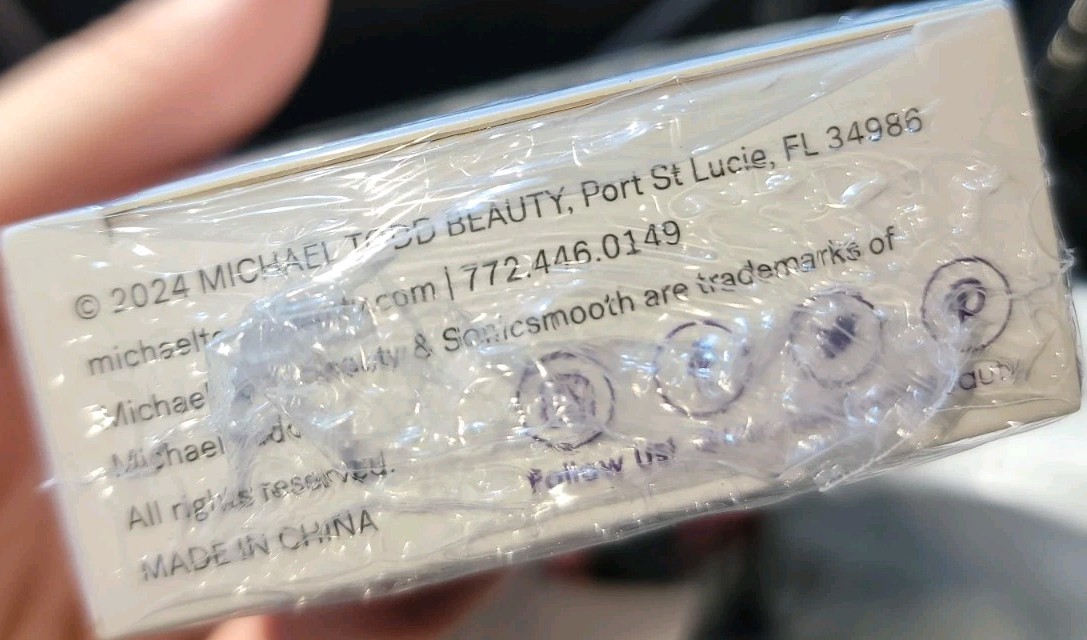 © 2024 MICHAEL TODD BEAUTY, Port St Lucie, FL 34986
.com | 772.446.0149
Michael & Sonicsmooth are trademarks of
Michael
All rights reserved.
MADE IN CHINA
Follow Us!